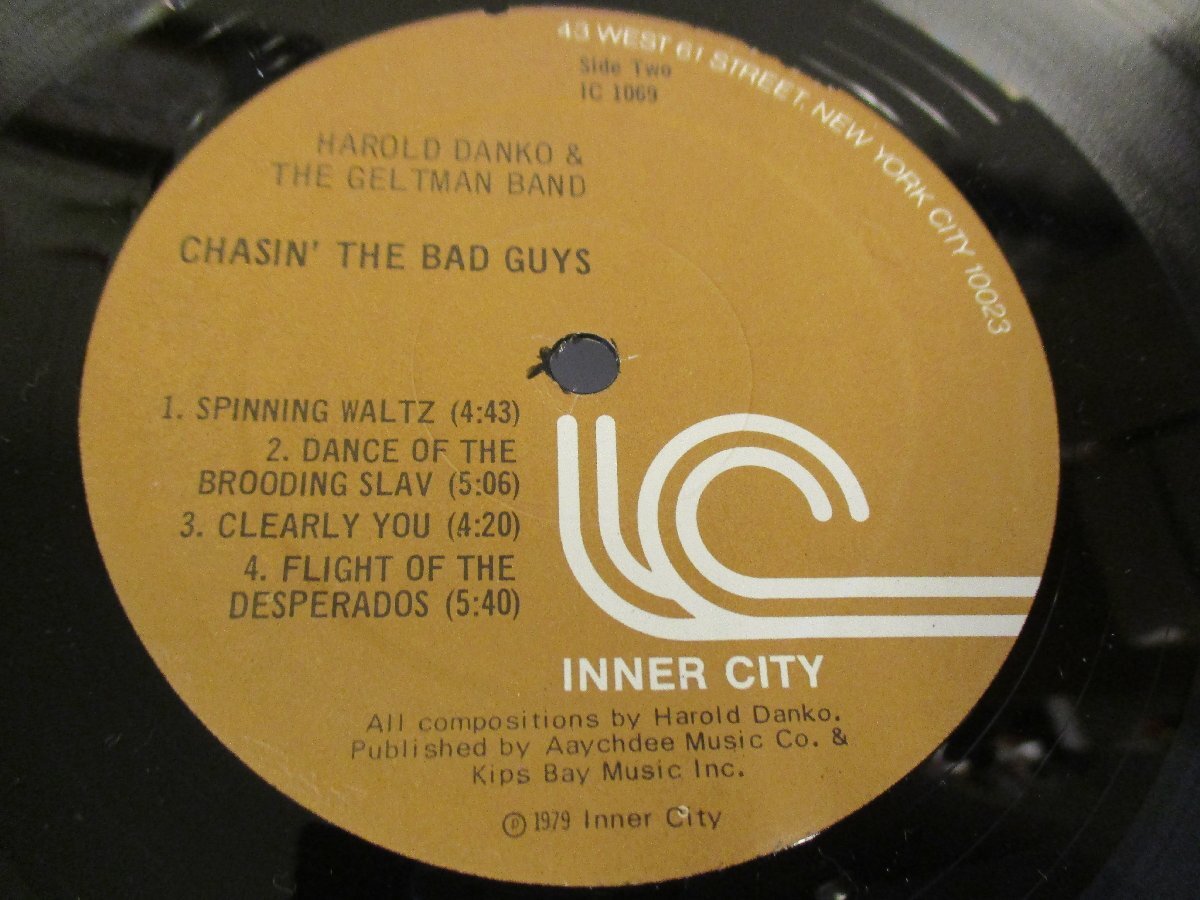 43 WEST 61 STREET, NEW YORK CITY 10023
Side Two
IC 1069
HAROLD DANKO &
THE GELTMAN BAND
CHASIN' THE BAD GUYS
1. SPINNING WALTZ (4:43)
2. DANCE OF THE
BROODING SLAV (5:06)
3. CLEARLY YOU (4:20)
4. FLIGHT OF THE
DESPERADOS (5:40)
IC
INNER CITY
All compositions by Harold Danko.
Published by Aaychdee Music Co. &
Kips Bay Music Inc.
℗ 1979 Inner City